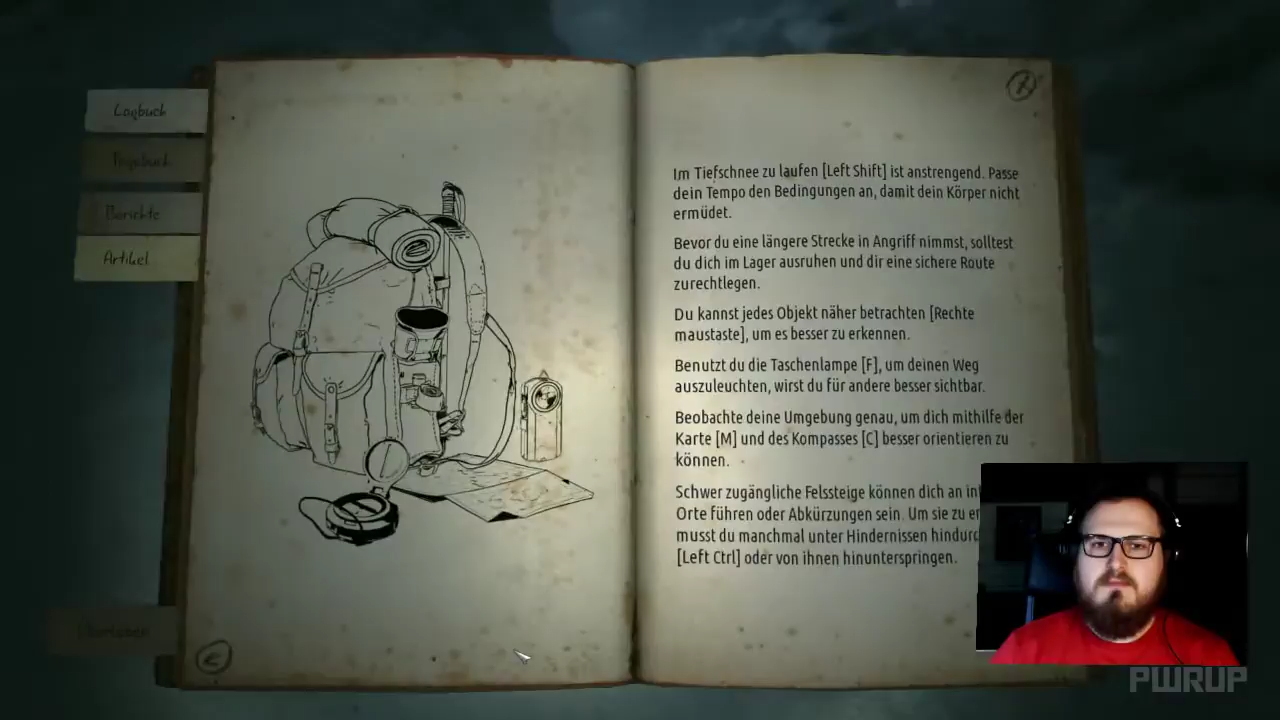 Logbuch
Tagebuch
Berichte
Artikel
Im Tiefschnee zu laufen [Left Shift] ist anstrengend. Passe
dein Tempo den Bedingungen an, damit dein Körper nicht
ermüdet.
Bevor du eine längere Strecke in Angriff nimmst, solltest
du dich im Lager ausruhen und dir eine sichere Route
zurechtlegen.
Du kannst jedes Objekt näher betrachten [Rechte
maustaste], um es besser zu erkennen.
Benutzt du die Taschenlampe [F], um deinen Weg
auszuleuchten, wirst du für andere besser sichtbar.
Beobachte deine Umgebung genau, um dich mithilfe der
Karte [M] und des Kompasses [C] besser orientieren zu
können.
Schwer zugängliche Felssteige können dich an
Orte führen oder Abkürzungen sein. Um sie zu
musst du manchmal unter Hindernissen
[Left Ctrl] oder von ihnen hinunterspringen.
PWRUP